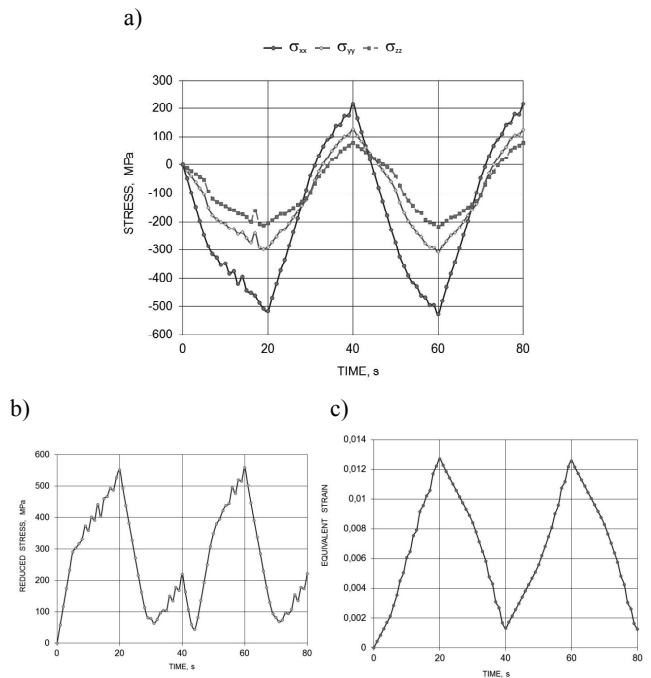 a)
σxx σyy σzz
300
200
100
0
-100
-200
-300
-400
-500
-600
STRESS, MPa
0 20 40 60 80
TIME, s
b)
600
500
400
300
200
100
0
REDUCED STRESS, MPa
0 20 40 60 80
TIME, s
c)
0,014
0,012
0,01
0,008
0,006
0,004
0,002
0
EQUIVALENT STRAIN
0 20 40 60 80
TIME, s